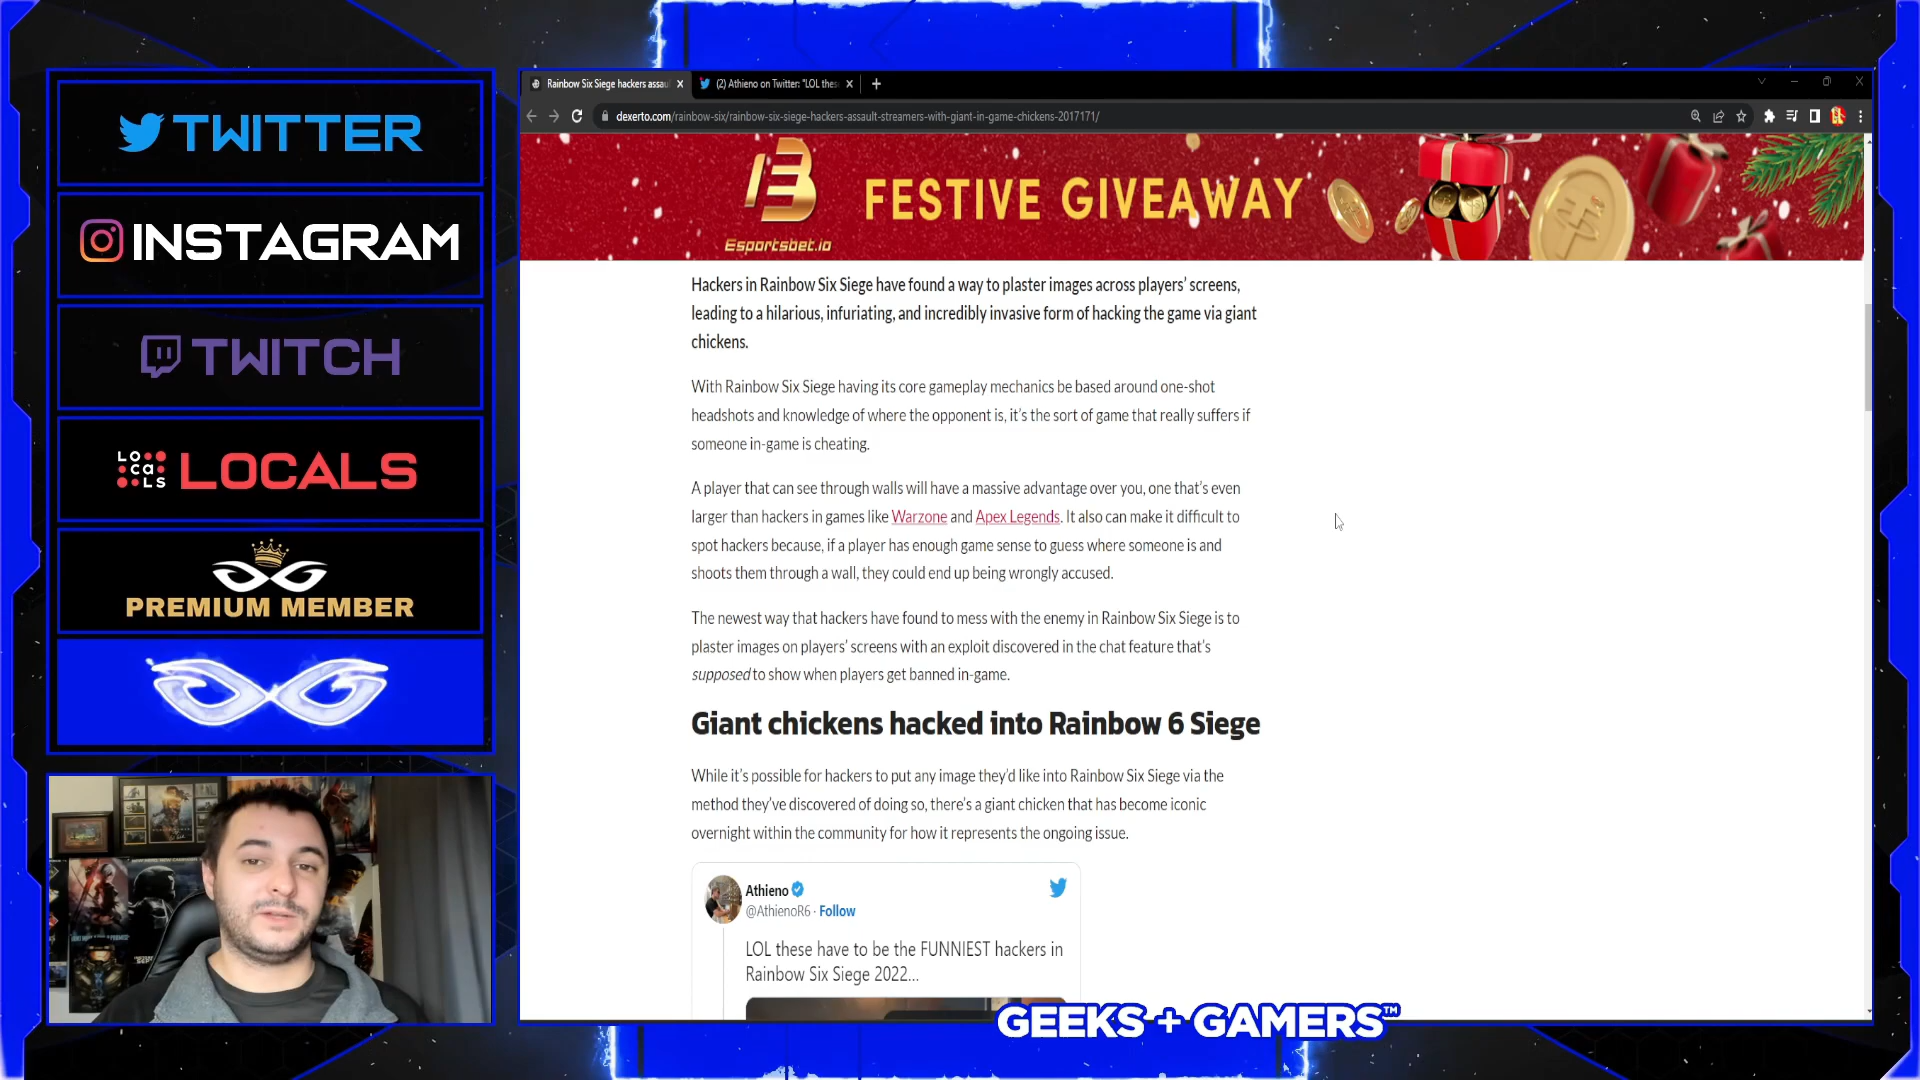 TWITTER
INSTAGRAM
TWITCH
LOCALS
LOCALS
PREMIUM MEMBER
Rainbow Six Siege hackers assau
(2) Athieno on Twitter: "LOL thes
dexerto.com/rainbow-six/rainbow-six-siege-hackers-assault-streamers-with-giant-in-game-chickens-2017171/
Esportsbet.io
FESTIVE GIVEAWAY
Hackers in Rainbow Six Siege have found a way to plaster images across players’ screens,
leading to a hilarious, infuriating, and incredibly invasive form of hacking the game via giant
chickens.
With Rainbow Six Siege having its core gameplay mechanics be based around one-shot
headshots and knowledge of where the opponent is, it’s the sort of game that really suffers if
someone in-game is cheating.
A player that can see through walls will have a massive advantage over you, one that’s even
larger than hackers in games like Warzone and Apex Legends. It also can make it difficult to
spot hackers because, if a player has enough game sense to guess where someone is and
shoots them through a wall, they could end up being wrongly accused.
The newest way that hackers have found to mess with the enemy in Rainbow Six Siege is to
plaster images on players’ screens with an exploit discovered in the chat feature that’s
supposed to show when players get banned in-game.
Giant chickens hacked into Rainbow 6 Siege
While it’s possible for hackers to put any image they’d like into Rainbow Six Siege via the
method they’ve discovered of doing so, there’s a giant chicken that has become iconic
overnight within the community for how it represents the ongoing issue.
Athieno
@AthienoR6 · Follow
LOL these have to be the FUNNIEST hackers in
Rainbow Six Siege 2022...
GEEKS + GAMERS™